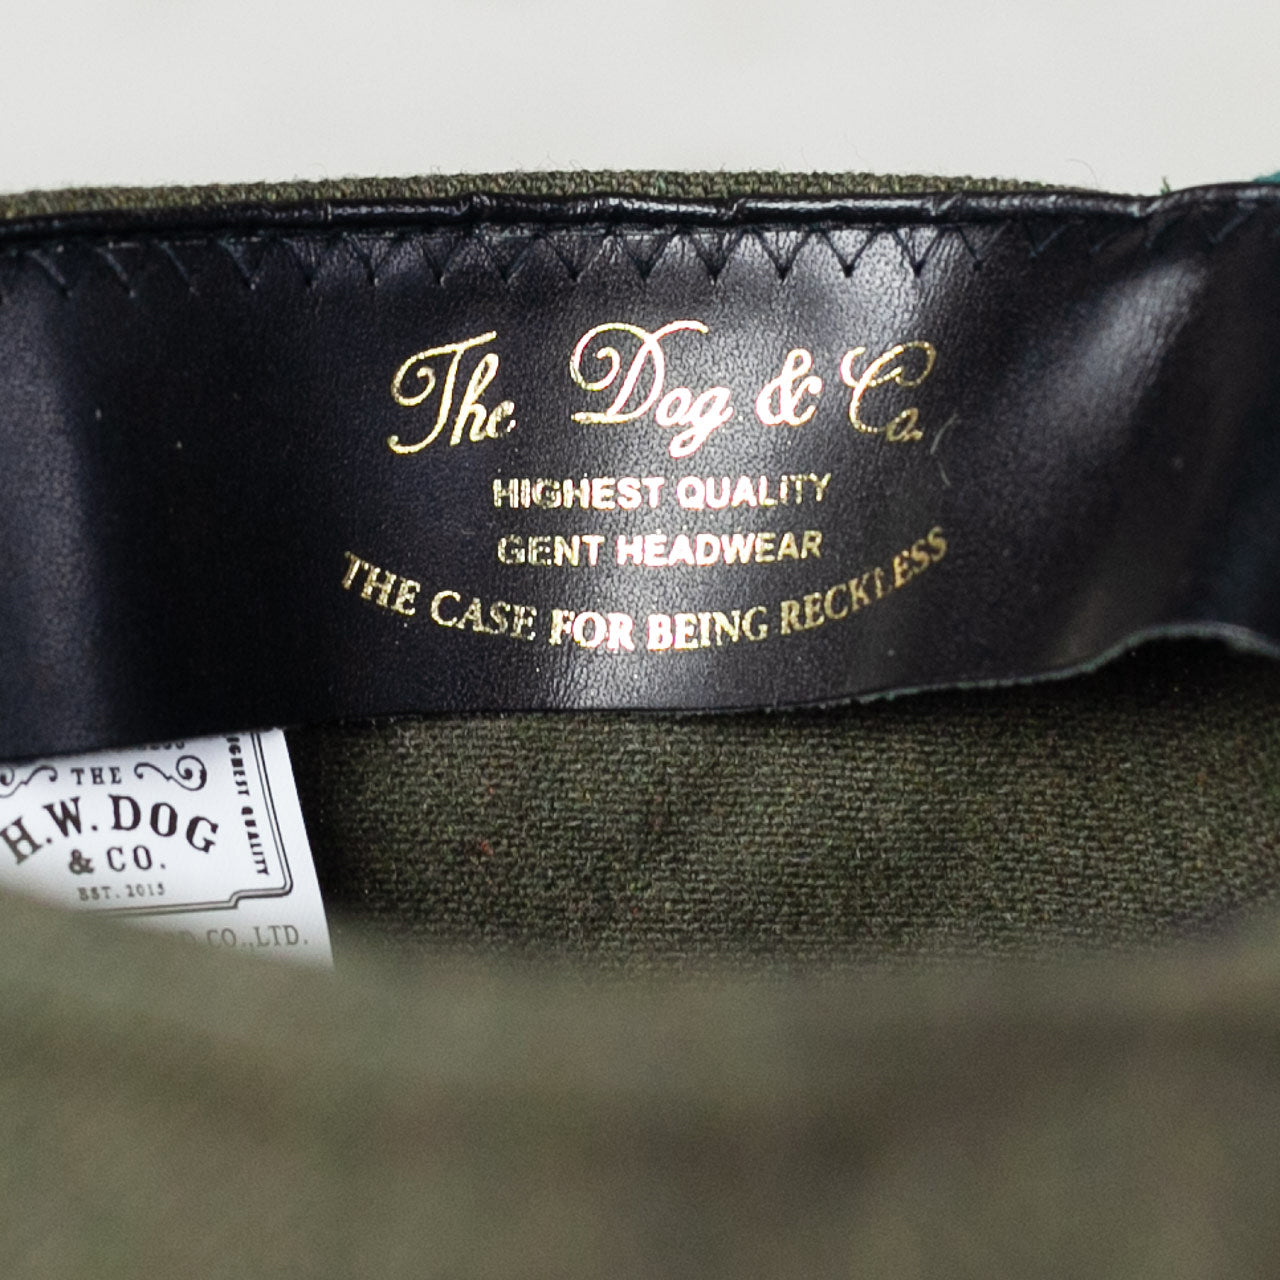 The Dog & Co.
HIGHEST QUALITY
GENT HEADWEAR
THE CASE FOR BEING RECKLESS
THE
H.W.DOG
& CO.
EST.2015
HIGHEST QUALITY
CO.,LTD.